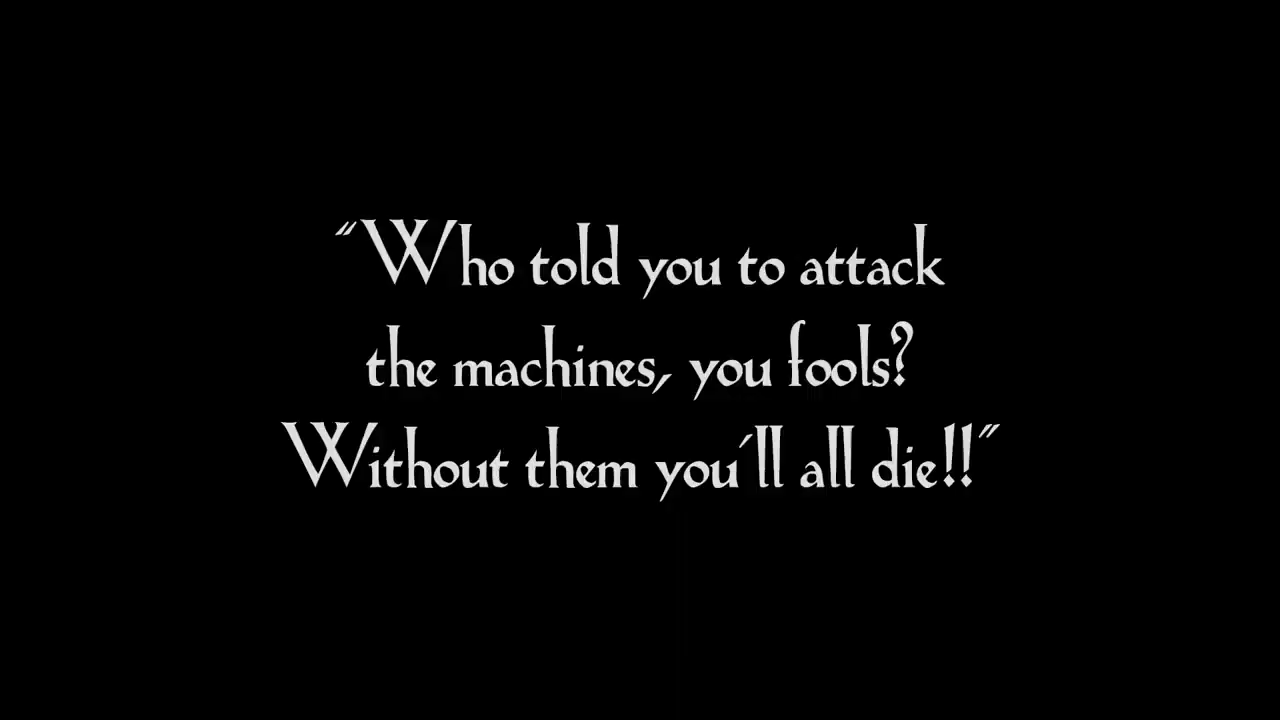 "Who told you to attack
the machines, you fools?
Without them you´ll all die!!"